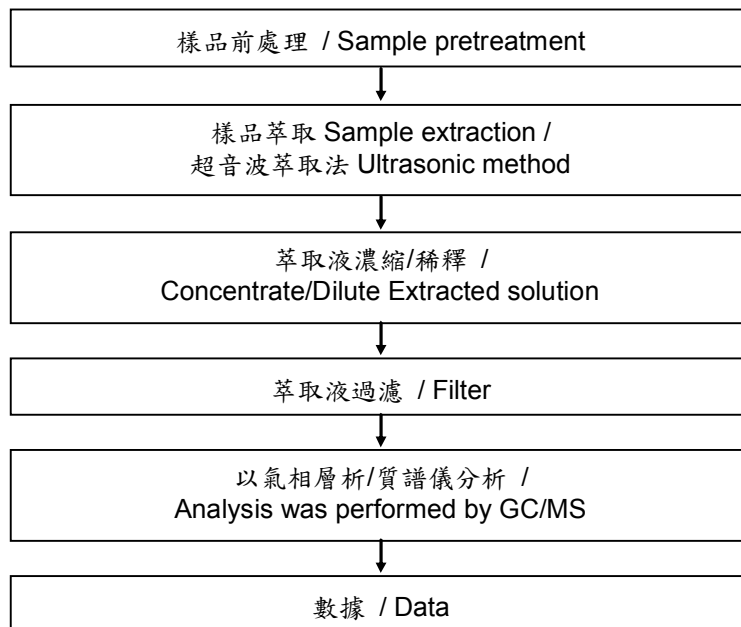 樣品前處理 / Sample pretreatment
樣品萃取 Sample extraction /
超音波萃取法 Ultrasonic method
萃取液濃縮/稀釋 /
Concentrate/Dilute Extracted solution
萃取液過濾 / Filter
以氣相層析/質譜儀分析 /
Analysis was performed by GC/MS
數據 / Data